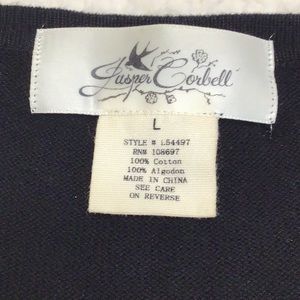 Jasper Corbell
L
STYLE # L54497
RN# 108697
100% Cotton
100% Algodon
MADE IN CHINA
SEE CARE
ON REVERSE